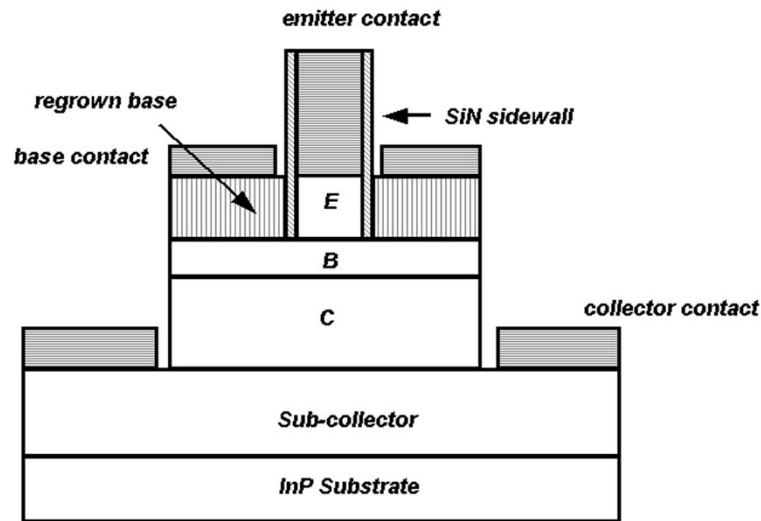 emitter contact
regrown base
SiN sidewall
base contact
E
B
C
collector contact
Sub-collector
InP Substrate